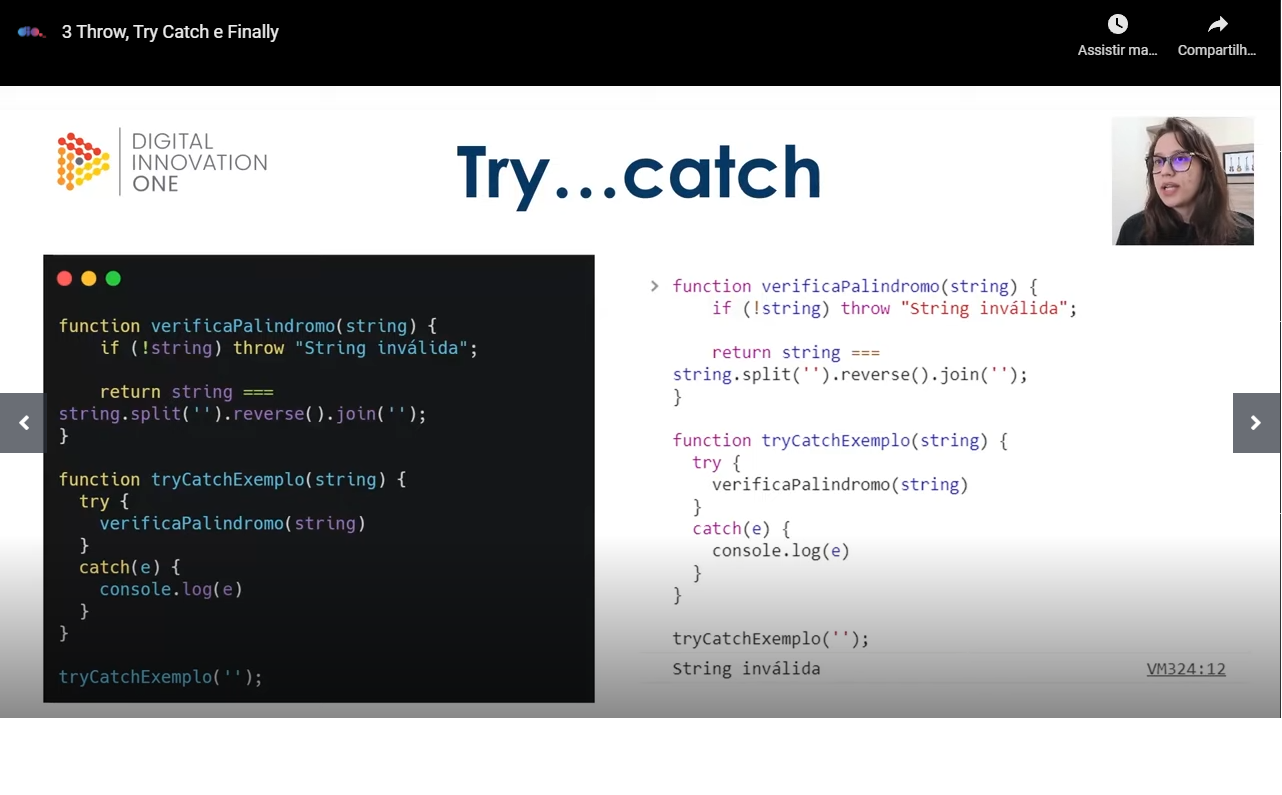 3 Throw, Try Catch e Finally
Assistir ma...
Compartilh...
DIGITAL
INNOVATION
ONE
Try...catch
function verificaPalindromo(string) {
    if (!string) throw "String inválida";

    return string ===
string.split('').reverse().join('');
}

function tryCatchExemplo(string) {
  try {
    verificaPalindromo(string)
  }
  catch(e) {
    console.log(e)
  }
}

tryCatchExemplo('');
> function verificaPalindromo(string) {
    if (!string) throw "String inválida";

    return string ===
string.split('').reverse().join('');
}

function tryCatchExemplo(string) {
  try {
    verificaPalindromo(string)
  }
  catch(e) {
    console.log(e)
  }
}

tryCatchExemplo('');
String inválida VM324:12